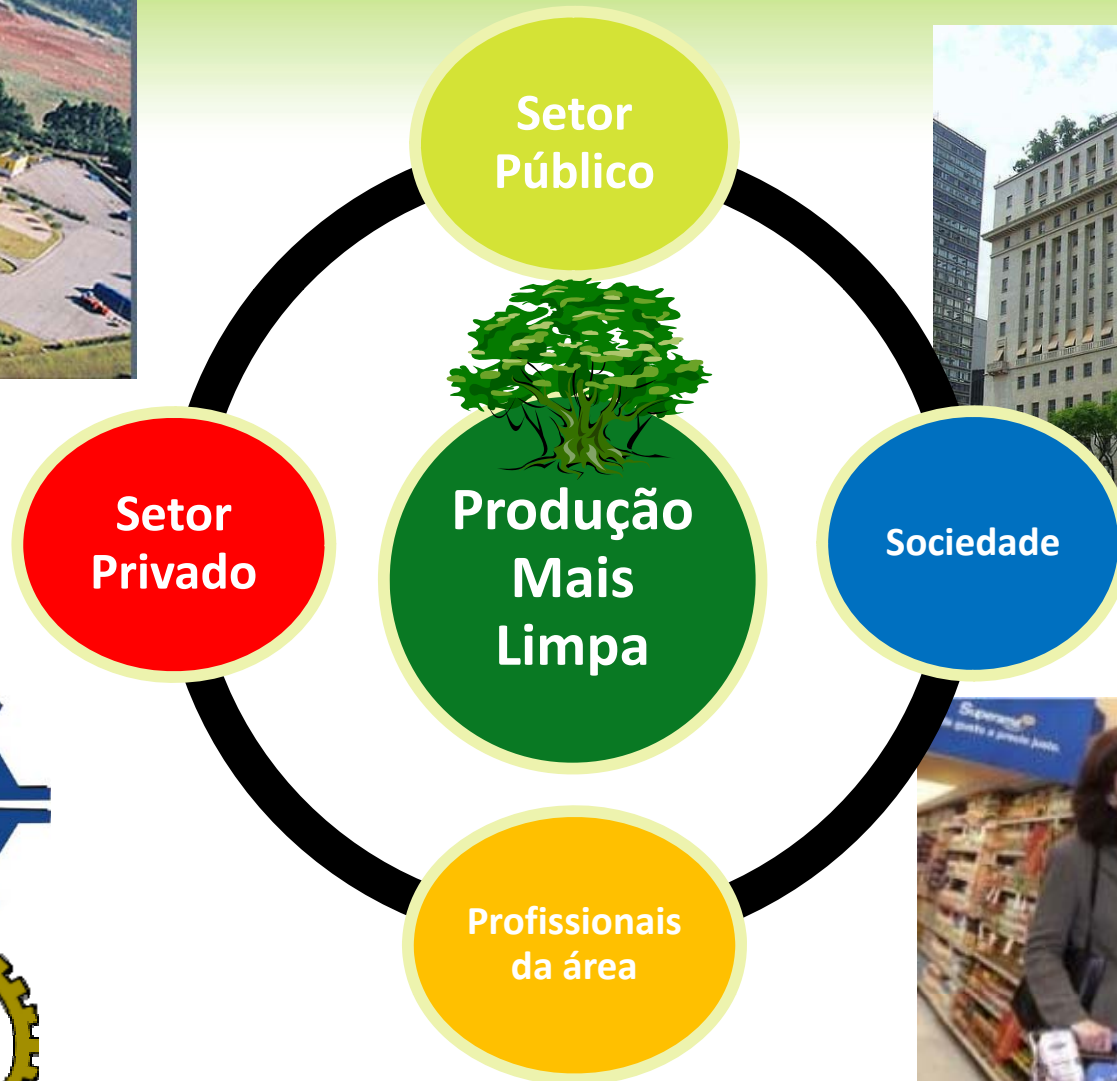 Setor
Público
Setor
Privado
Produção
Mais
Limpa
Sociedade
Profissionais
da área